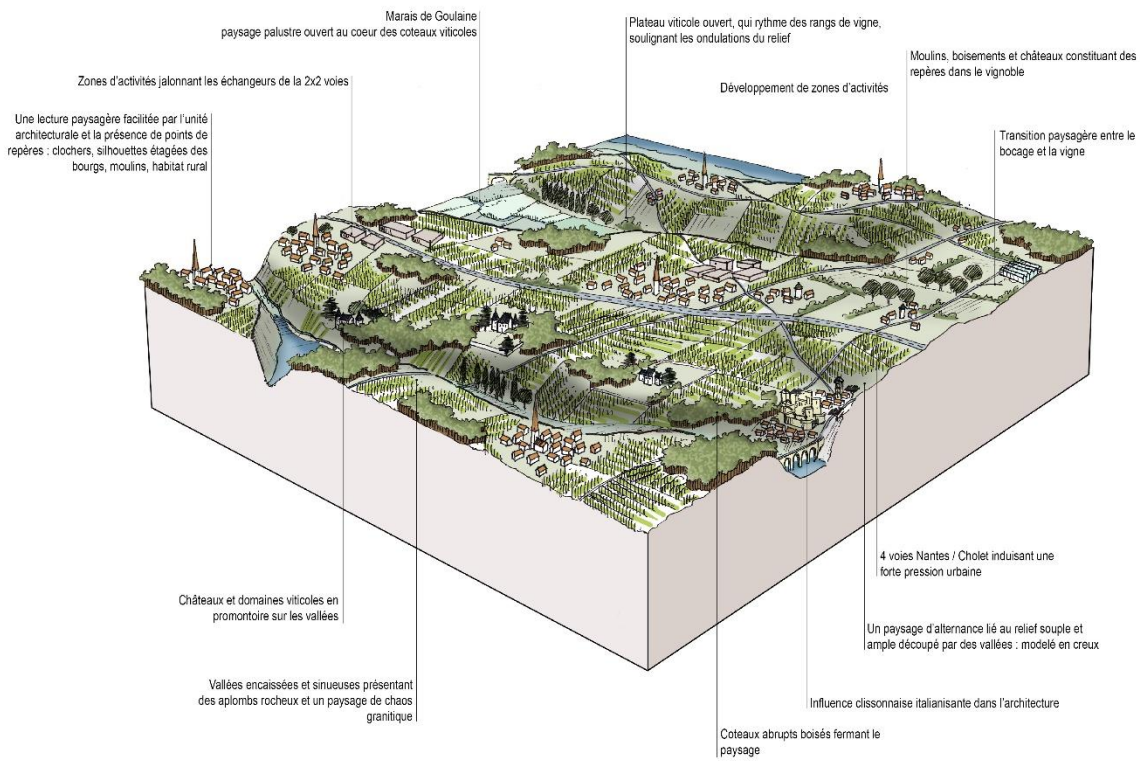 Marais de Goulaine
paysage palustre ouvert au coeur des coteaux viticoles
Plateau viticole ouvert, qui rythme des rangs de vigne,
soulignant les ondulations du relief
Moulins, boisements et châteaux constituant des
repères dans le vignoble
Zones d'activités jalonnant les échangeurs de la 2x2 voies
Développement de zones d'activités
Une lecture paysagère facilitée par l'unité
architecturale et la présence de points de
repères : clochers, silhouettes étagées des
bourgs, moulins, habitat rural
Transition paysagère entre le
bocage et la vigne
4 voies Nantes / Cholet induisant une
forte pression urbaine
Châteaux et domaines viticoles en
promontoire sur les vallées
Un paysage d'alternance lié au relief souple et
ample découpé par des vallées : modelé en creux
Vallées encaissées et sinueuses présentant
des aplombs rocheux et un paysage de chaos
granitique
Influence clissonnaise italianisante dans l'architecture
Coteaux abrupts boisés fermant le
paysage